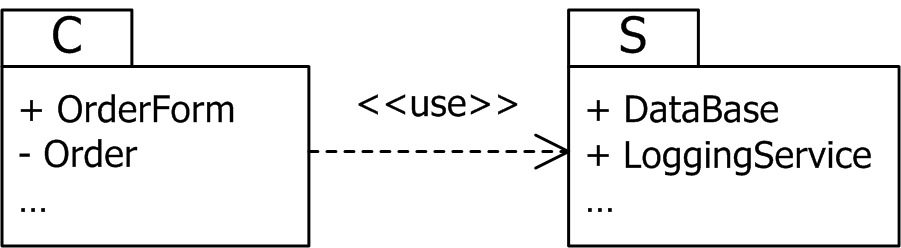 C
+ OrderForm
- Order
...
<<use>>
S
+ DataBase
+ LoggingService
...